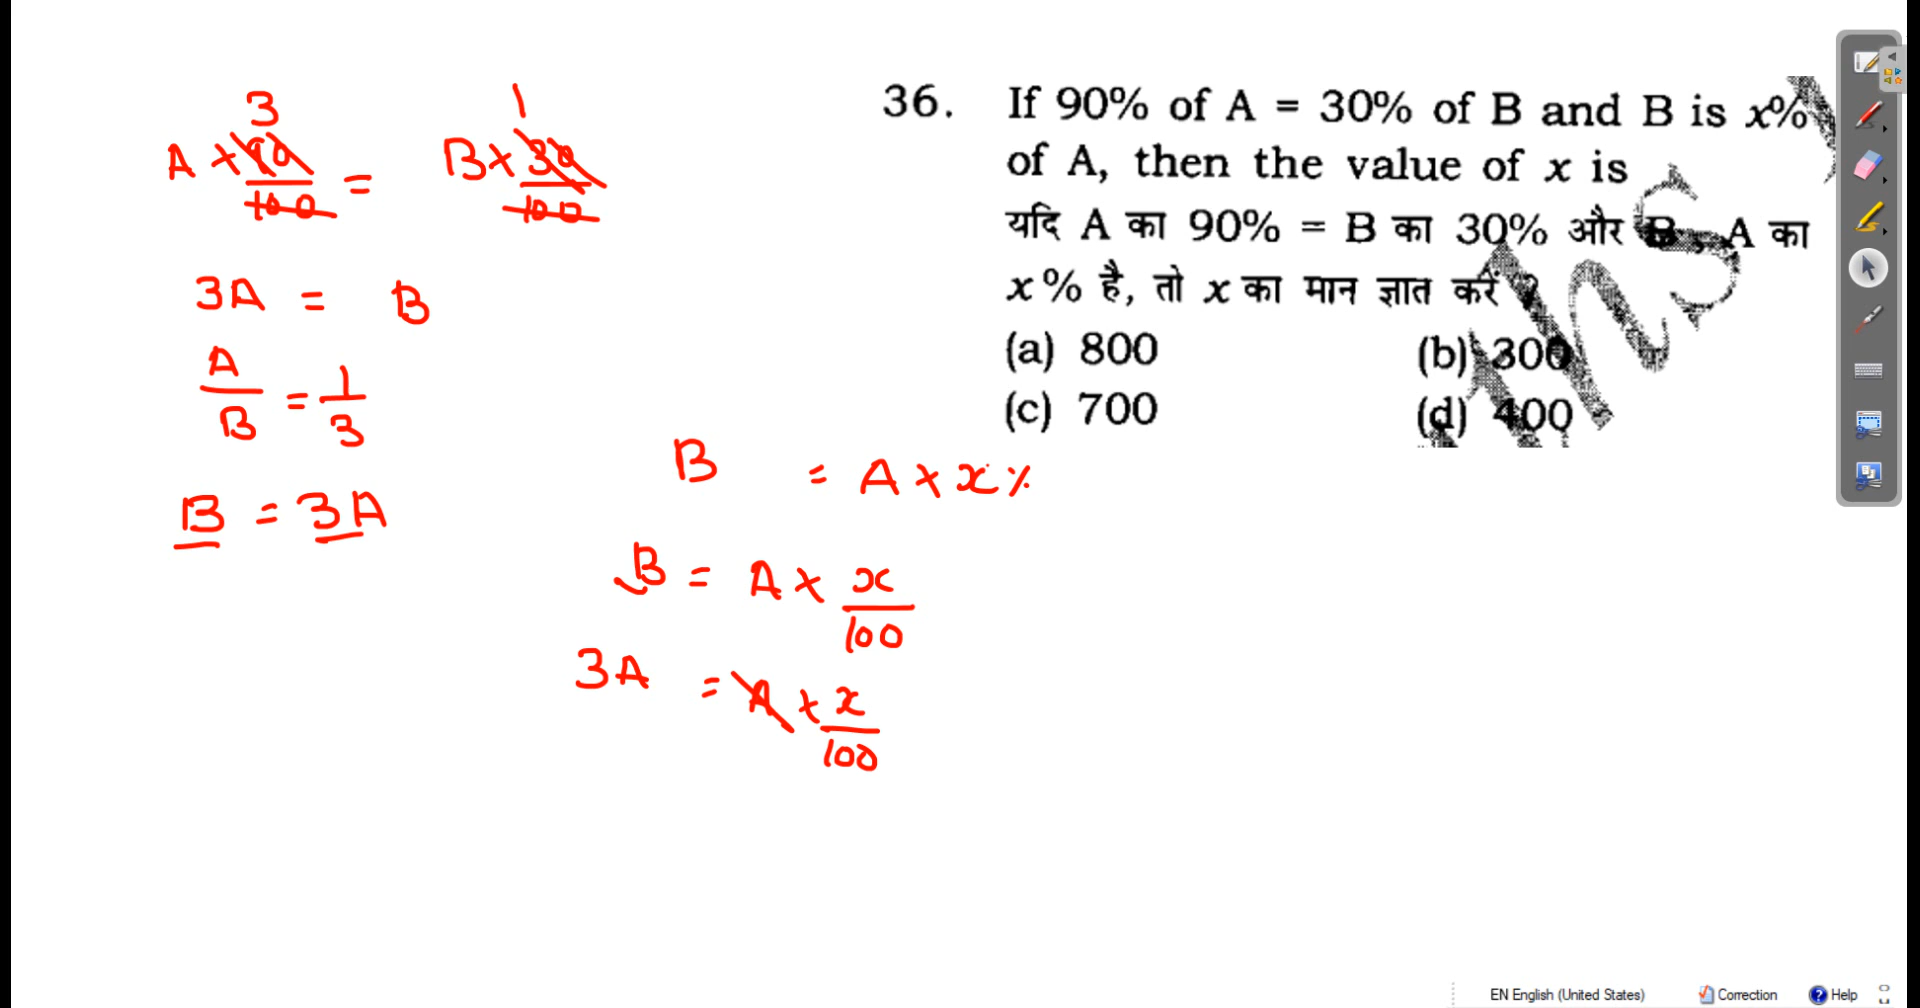 36. If 90% of A = 30% of B and B is x%
of A, then the value of x is
यदि A का 90% = B का 30% और B, A का
x% है, तो x का मान ज्ञात करें ?
(a) 800 (b) 300
(c) 700 (d) 400
3 1
A × 90/100 = B × 30/100
3A = B
A/B = 1/3
B = 3A
B = A × x%
B = A × x/100
3A = A × x/100
EN English (United States) Correction Help